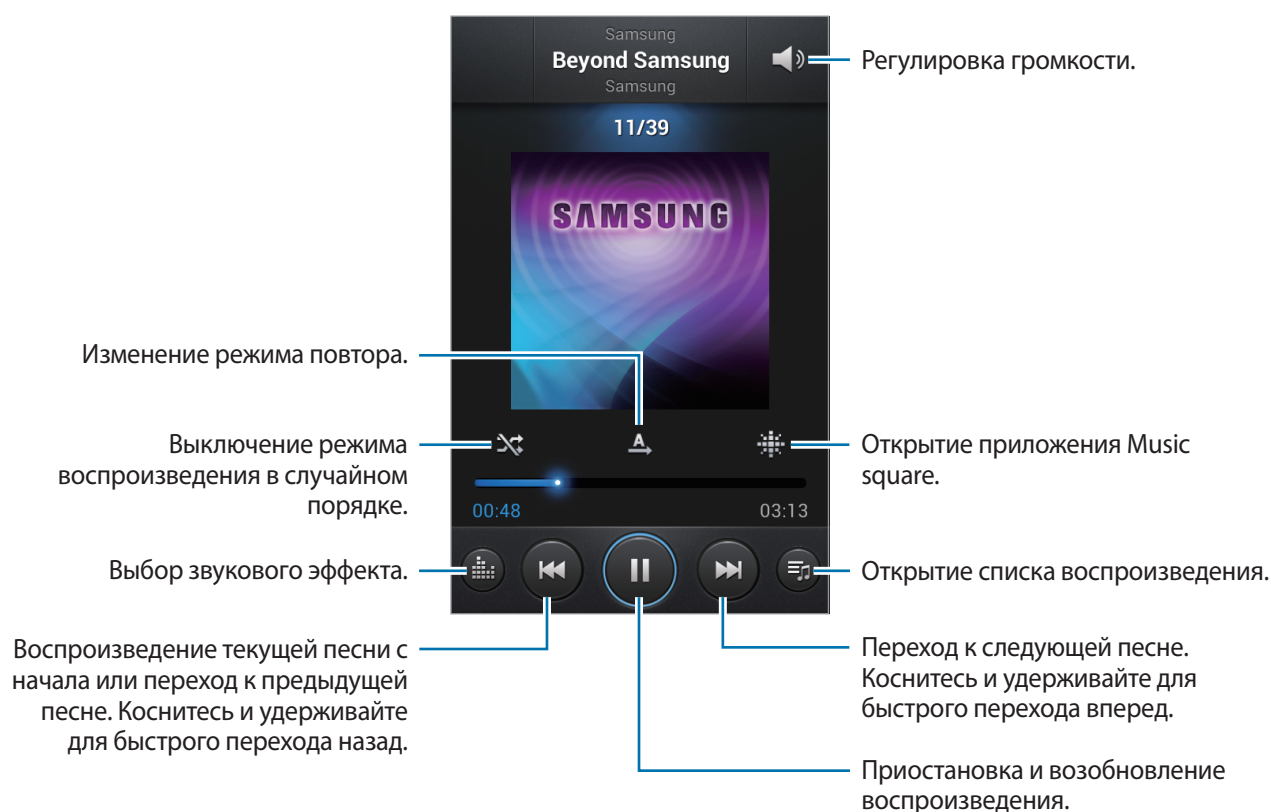 Samsung
Beyond Samsung
Samsung
Регулировка громкости.
11/39
SAMSUNG
Изменение режима повтора.
A
Выключение режима
воспроизведения в случайном
порядке.
Открытие приложения Music
square.
00:48
03:13
Выбор звукового эффекта.
Открытие списка воспроизведения.
Воспроизведение текущей песни с
начала или переход к предыдущей
песне. Коснитесь и удерживайте
для быстрого перехода назад.
Переход к следующей песне.
Коснитесь и удерживайте для
быстрого перехода вперед.
Приостановка и возобновление
воспроизведения.